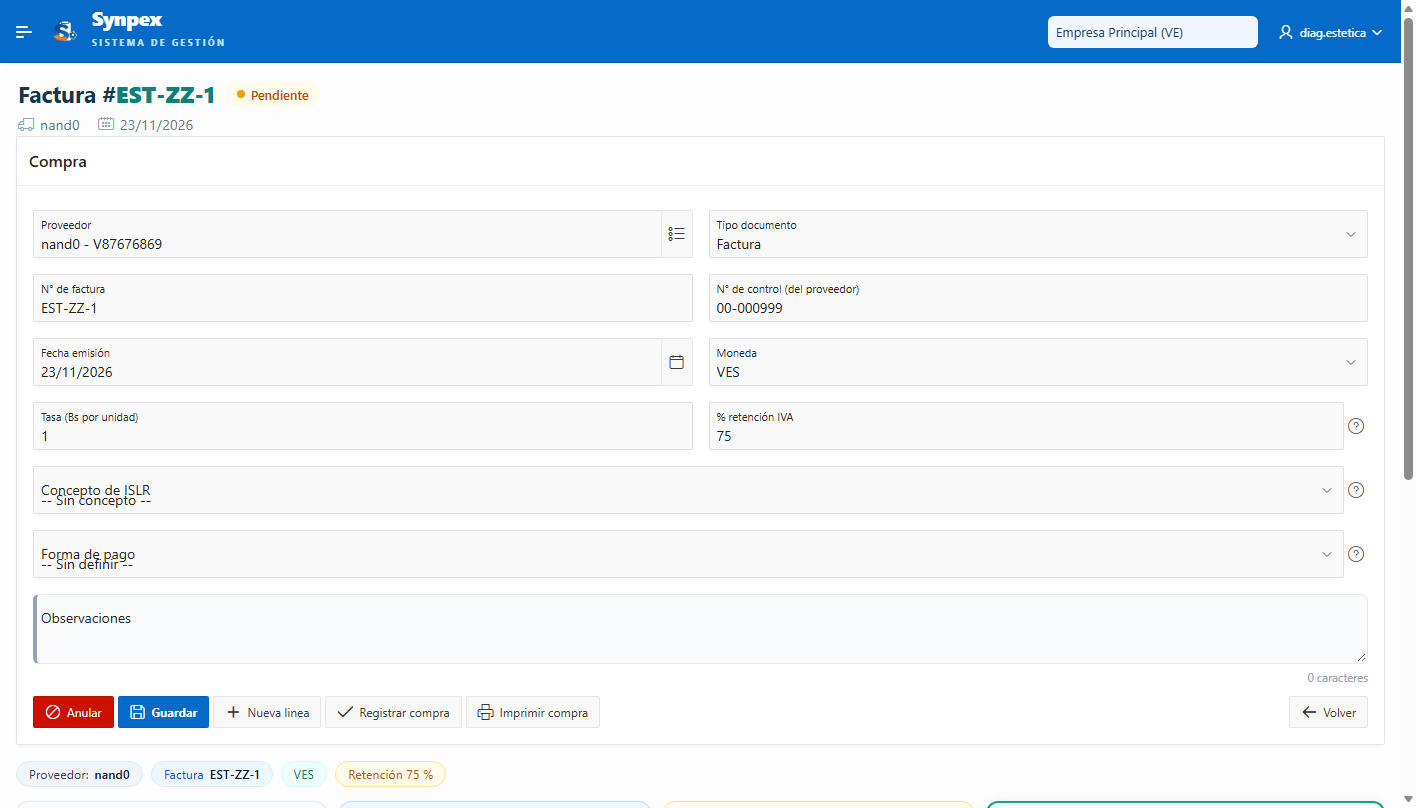 Synpex
SISTEMA DE GESTIÓN
Empresa Principal (VE)
diag.estetica
Factura #EST-ZZ-1
Pendiente
nand0
23/11/2026
Compra
Proveedor
nand0 - V87676869
Tipo documento
Factura
N° de factura
EST-ZZ-1
N° de control (del proveedor)
00-000999
Fecha emisión
23/11/2026
Moneda
VES
Tasa (Bs por unidad)
1
% retención IVA
75
Concepto de ISLR
-- Sin concepto --
Forma de pago
-- Sin definir --
Observaciones
0 caracteres
Anular
Guardar
Nueva linea
Registrar compra
Imprimir compra
Volver
Proveedor: nand0
Factura EST-ZZ-1
VES
Retención 75 %